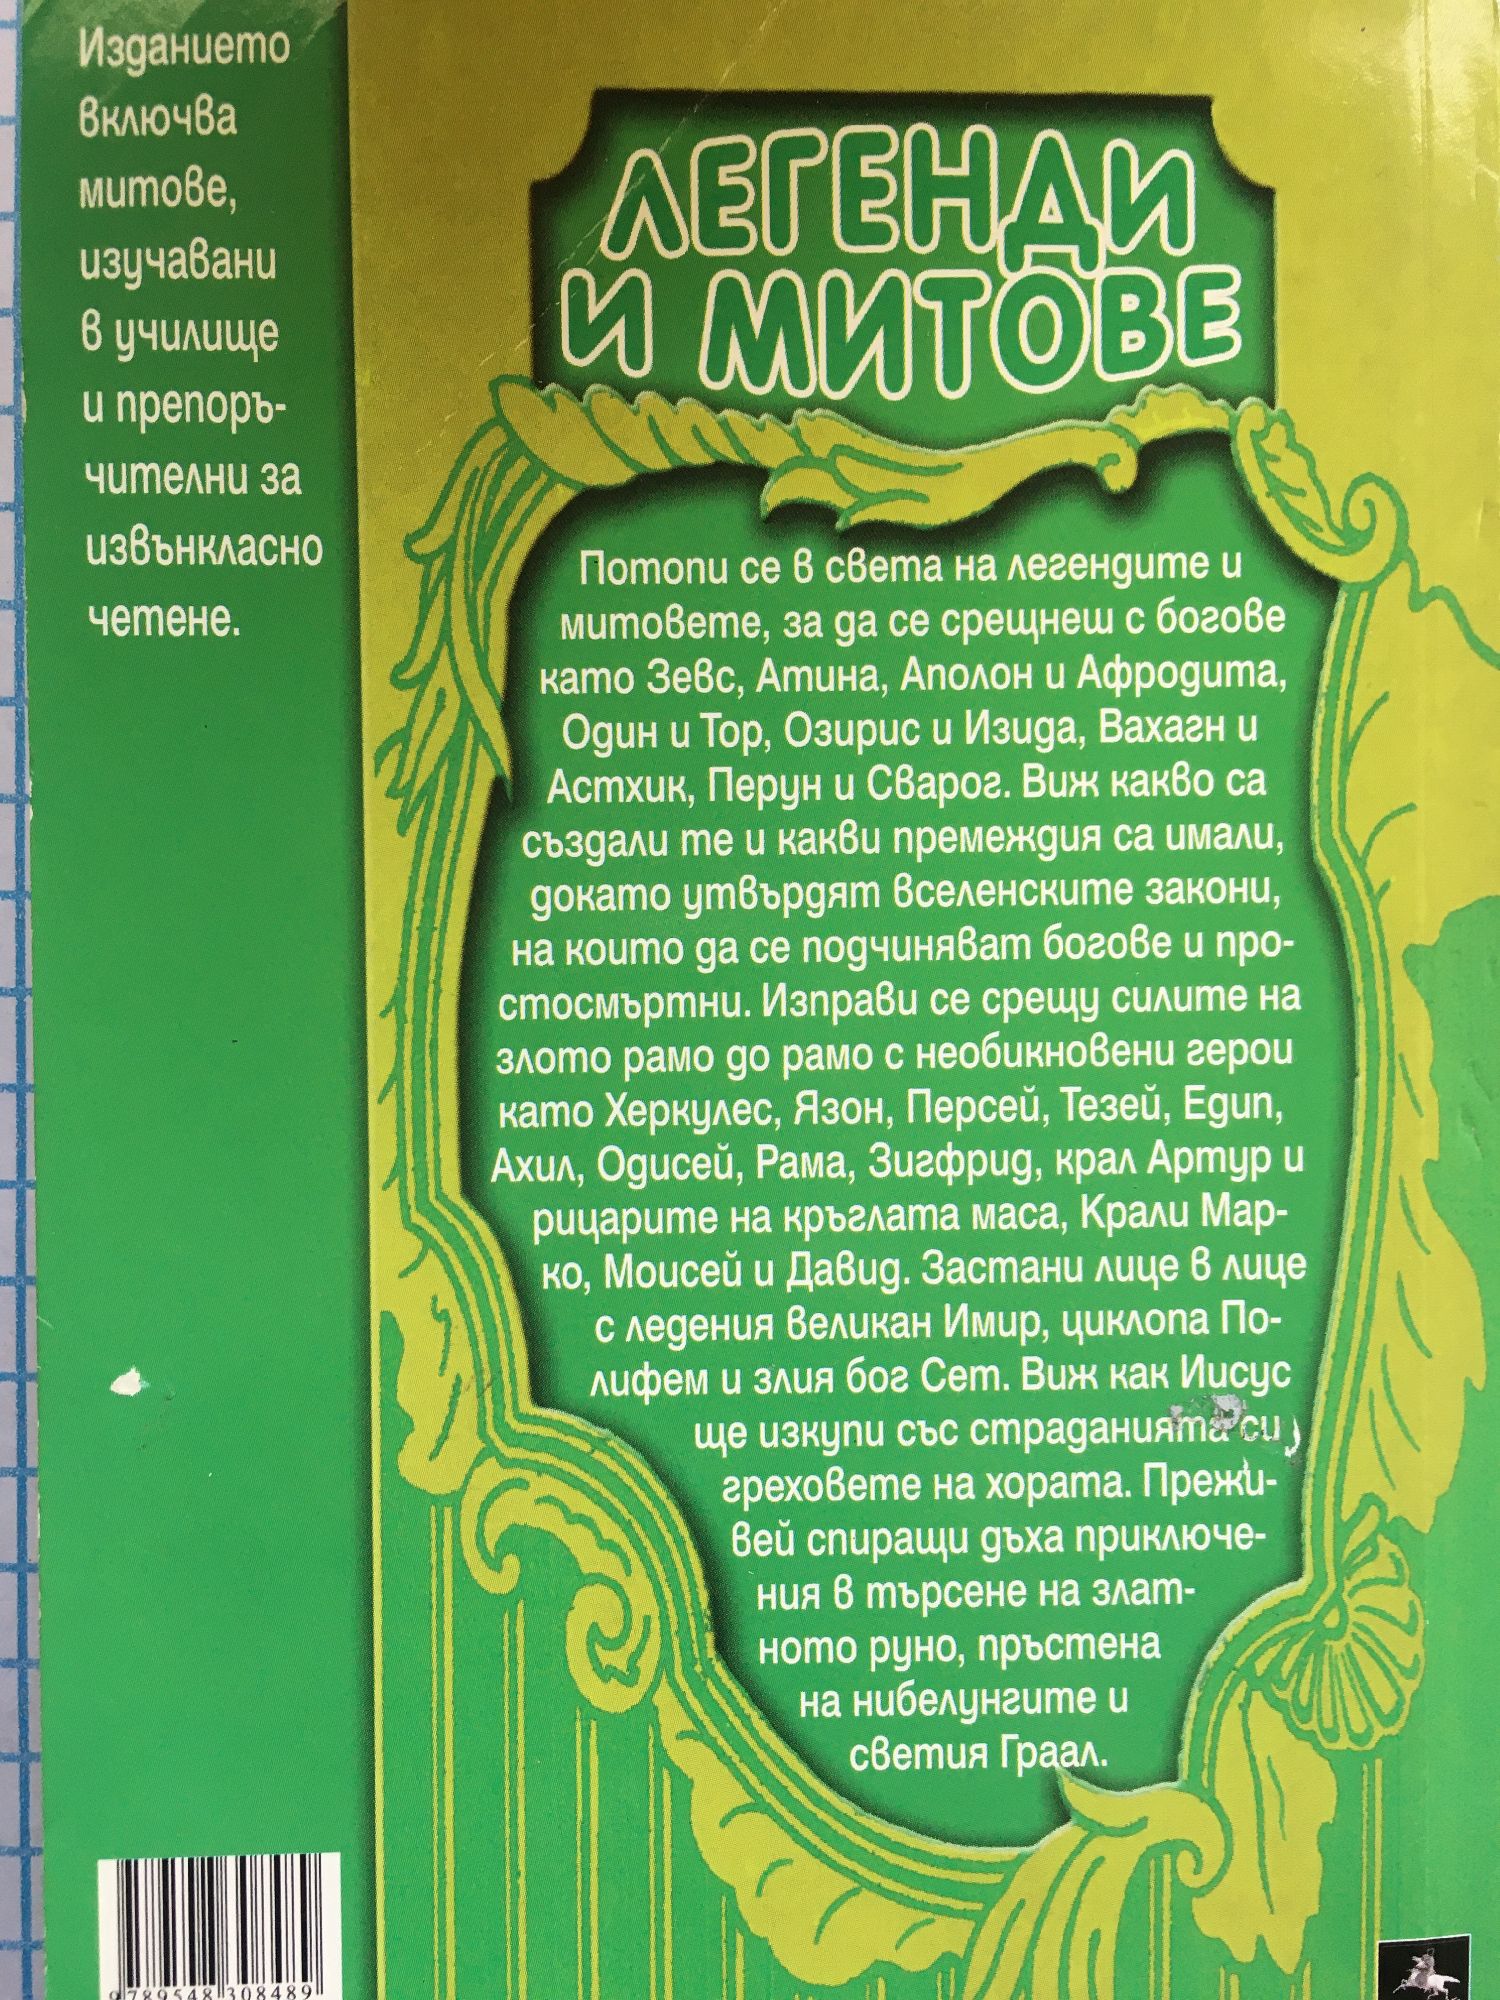 Изданието
включва
митове,
изучавани
в училище
и препоръ-
чителни за
извънкласно
четене.
ЛЕГЕНДИ
И МИТОВЕ
Потопи се в света на легендите и
митовете, за да се срещнеш с богове
като Зевс, Атина, Аполон и Афродита,
Один и Тор, Озирис и Изида, Вахагн и
Астхик, Перун и Сварог. Виж какво са
създали те и какви премеждия са имали,
докато утвърдят вселенските закони,
на които да се подчиняват богове и про-
стосмъртни. Изправи се срещу силите на
злото рамо до рамо с необикновени герои
като Херкулес, Язон, Персей, Тезей, Едип,
Ахил, Одисей, Рама, Зигфрид, крал Артур и
рицарите на кръглата маса, Крали Мар-
ко, Моисей и Давид. Застани лице в лице
с ледения великан Имир, циклопа По-
лифем и злия бог Сет. Виж как Иисус
ще изкупи със страданията си
греховете на хората. Прежи-
вей спиращи дъха приключе-
ния в търсене на злат-
ното руно, пръстена
на нибелунгите и
светия Граал.
9 789548 308489